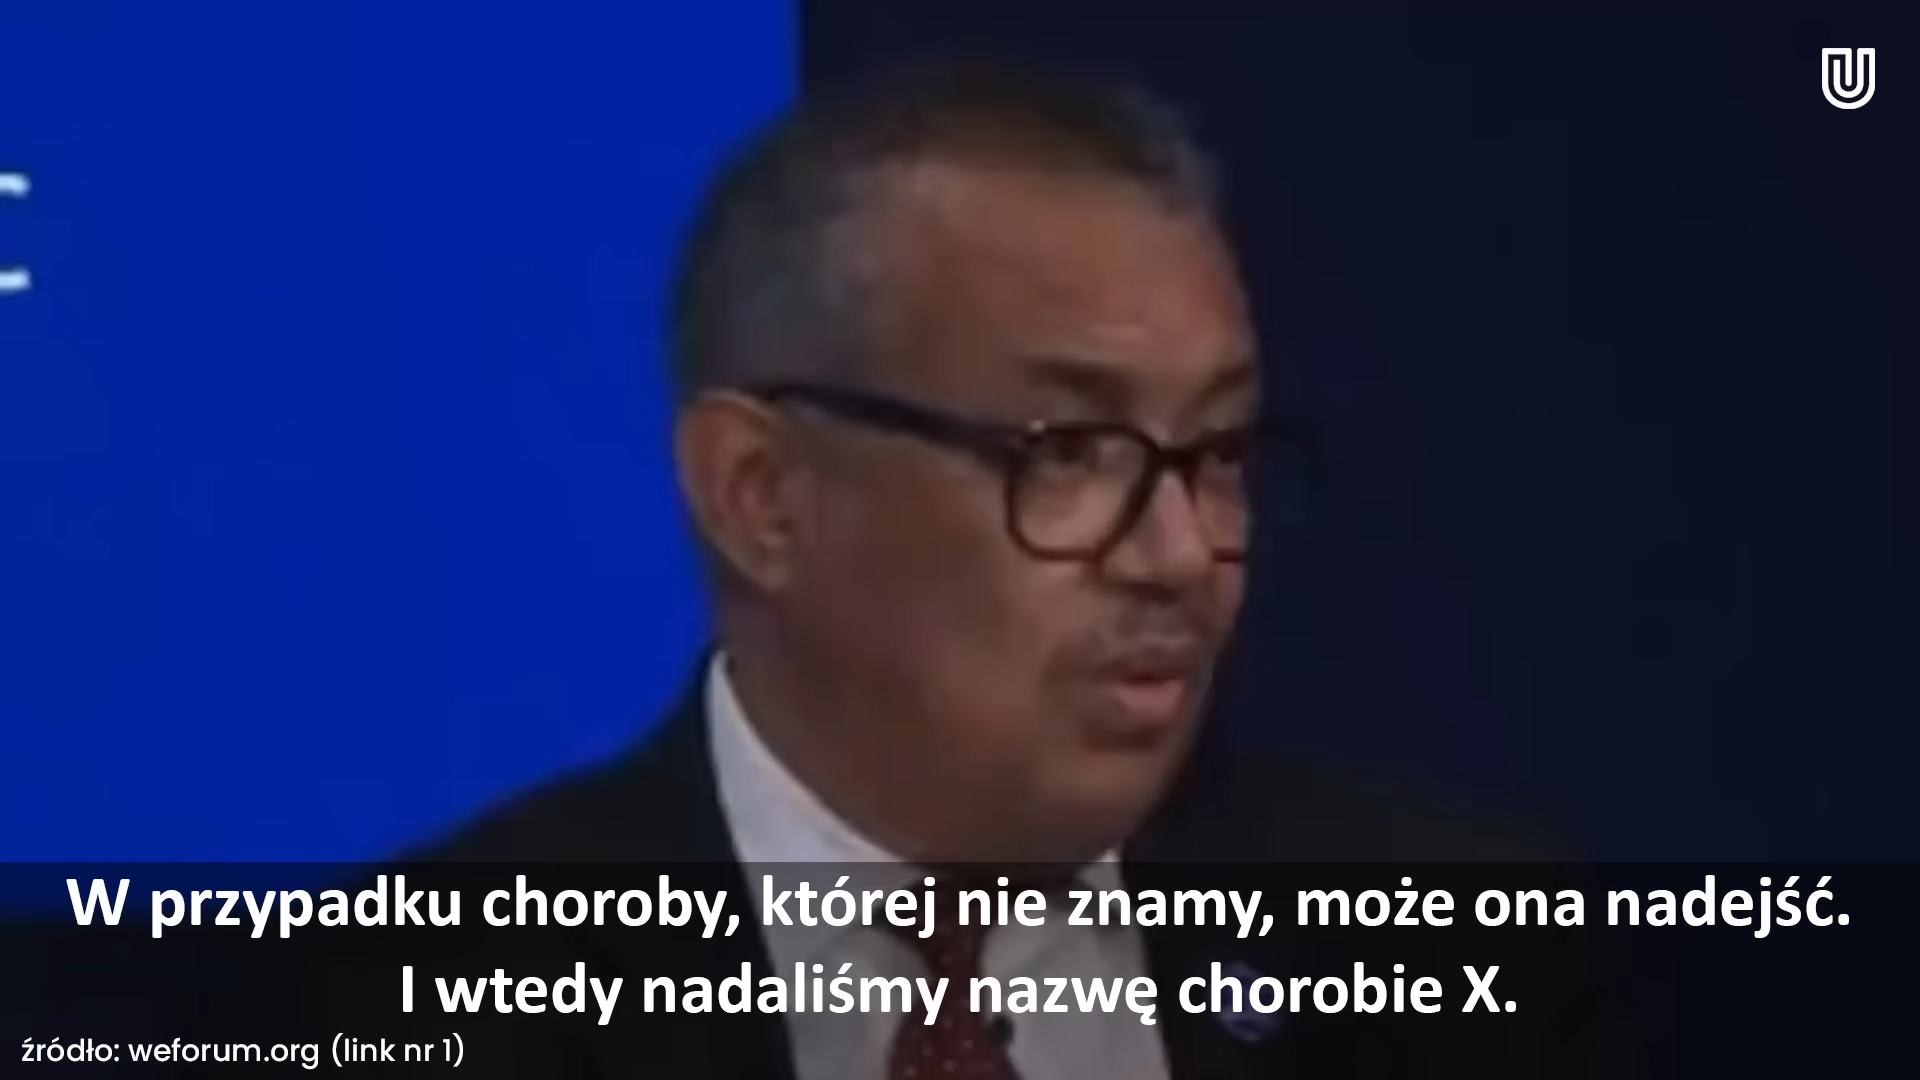 W przypadku choroby, której nie znamy, może ona nadejść.
I wtedy nadaliśmy nazwę chorobie X.
źródło: weforum.org (link nr 1)